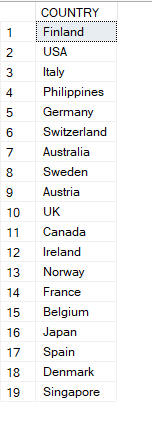 COUNTRY
1 Finland
2 USA
3 Italy
4 Philippines
5 Germany
6 Switzerland
7 Australia
8 Sweden
9 Austria
10 UK
11 Canada
12 Ireland
13 Norway
14 France
15 Belgium
16 Japan
17 Spain
18 Denmark
19 Singapore